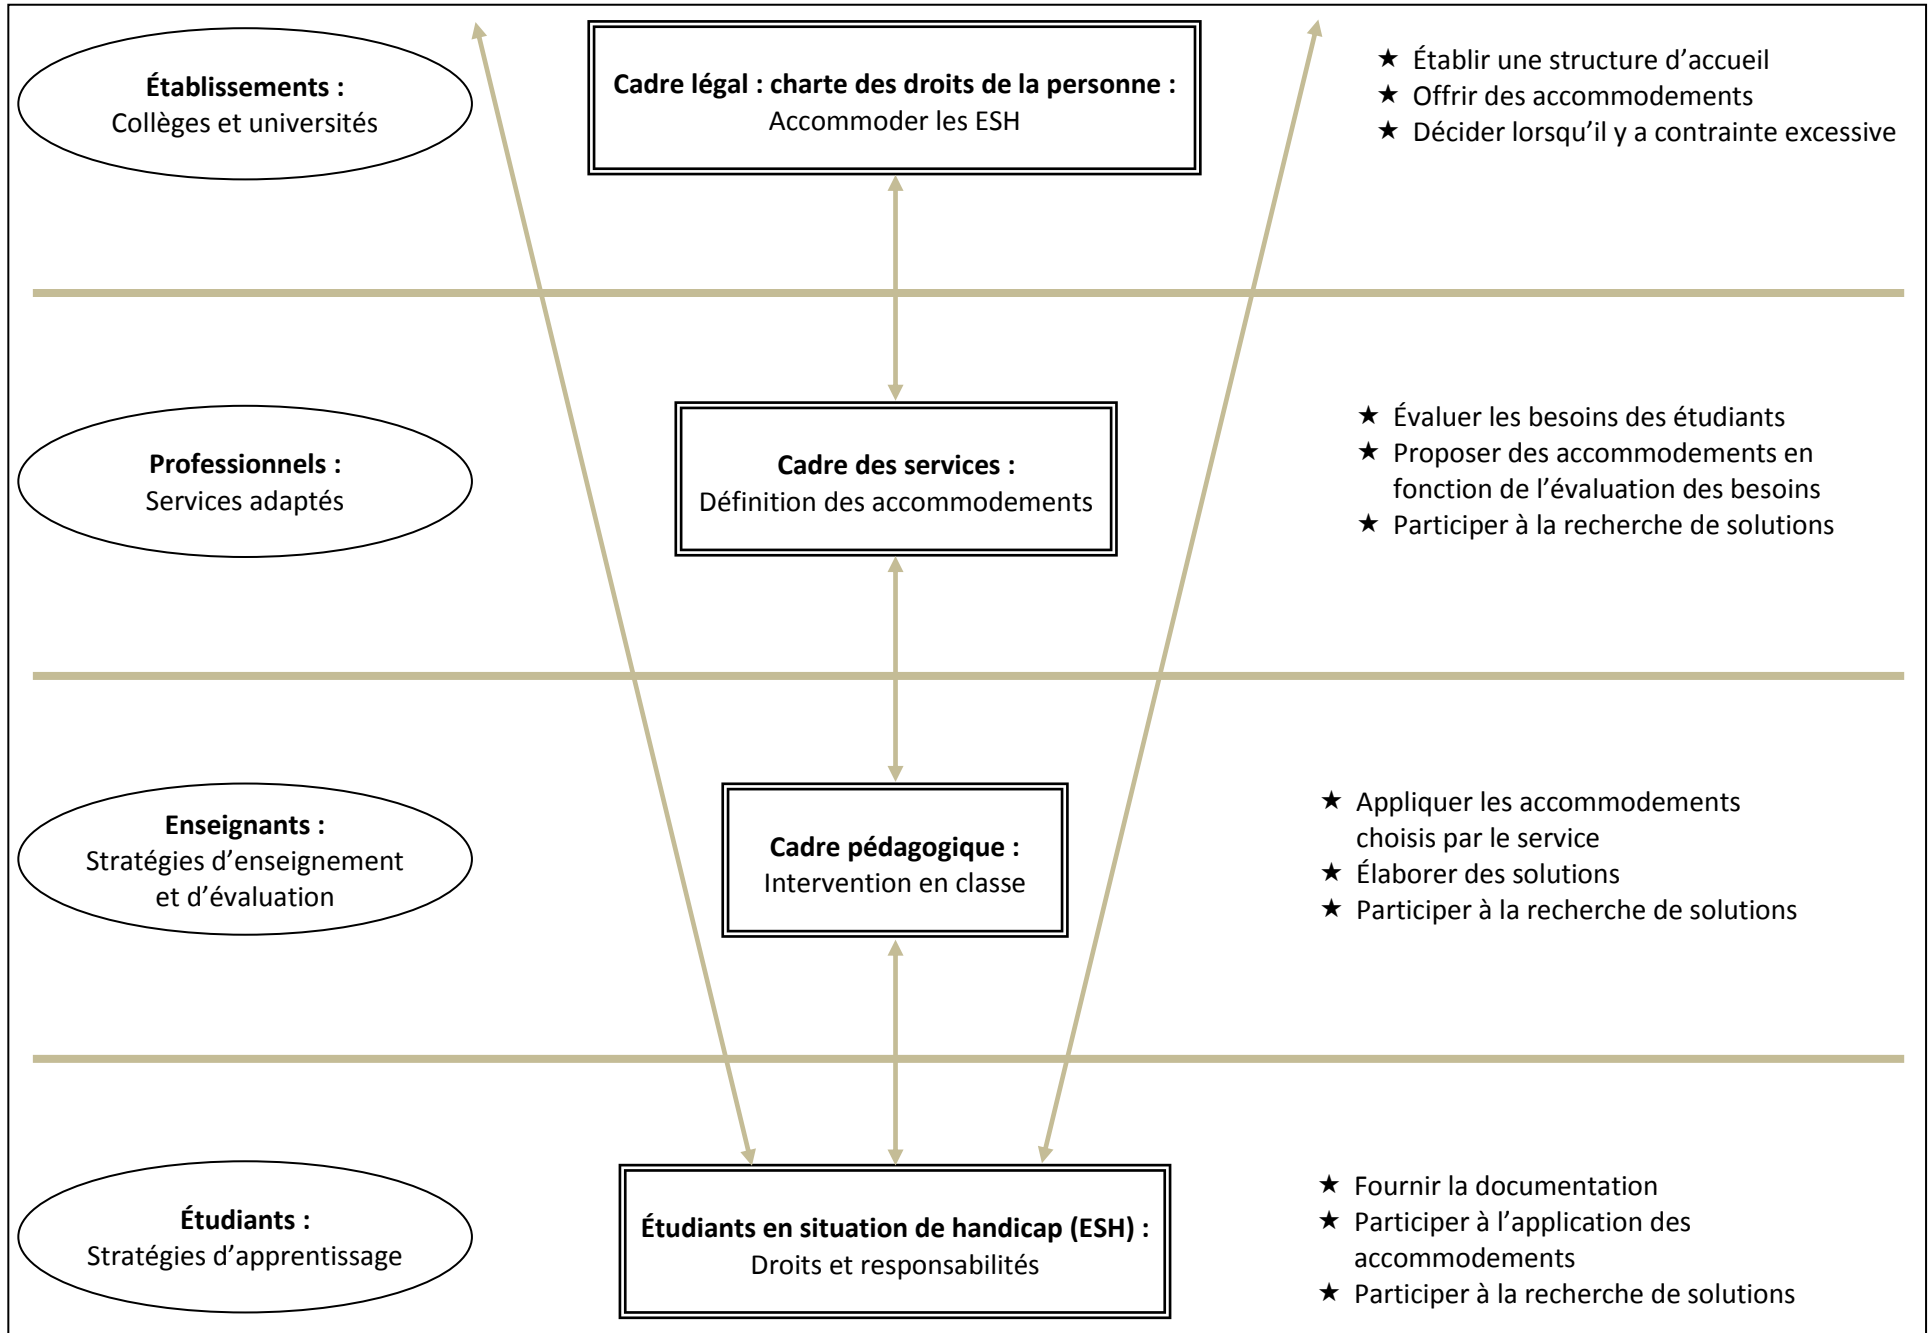 Établissements :
Collèges et universités
Cadre légal : charte des droits de la personne :
Accommoder les ESH
★ Établir une structure d’accueil
★ Offrir des accommodements
★ Décider lorsqu’il y a contrainte excessive
Professionnels :
Services adaptés
Cadre des services :
Définition des accommodements
★ Évaluer les besoins des étudiants
★ Proposer des accommodements en
fonction de l’évaluation des besoins
★ Participer à la recherche de solutions
Enseignants :
Stratégies d’enseignement
et d’évaluation
Cadre pédagogique :
Intervention en classe
★ Appliquer les accommodements
choisis par le service
★ Élaborer des solutions
★ Participer à la recherche de solutions
Étudiants :
Stratégies d’apprentissage
Étudiants en situation de handicap (ESH) :
Droits et responsabilités
★ Fournir la documentation
★ Participer à l’application des
accommodements
★ Participer à la recherche de solutions